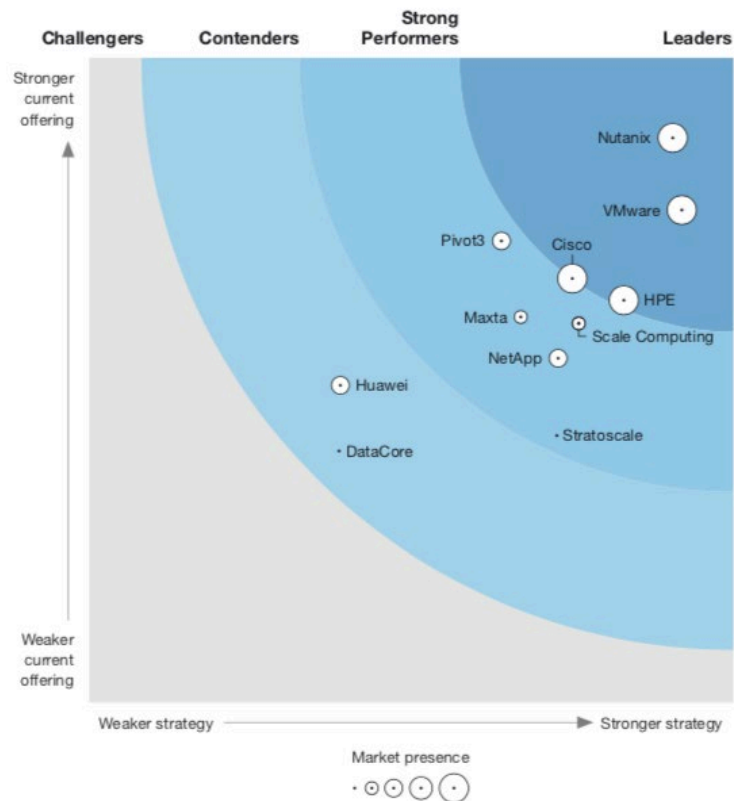 Challengers
Contenders
Strong
Performers
Leaders
Stronger
current
offering
Nutanix
VMware
Pivot3
Cisco
HPE
Maxta
Scale Computing
NetApp
Huawei
Stratoscale
DataCore
Weaker
current
offering
Weaker strategy
Stronger strategy
Market presence